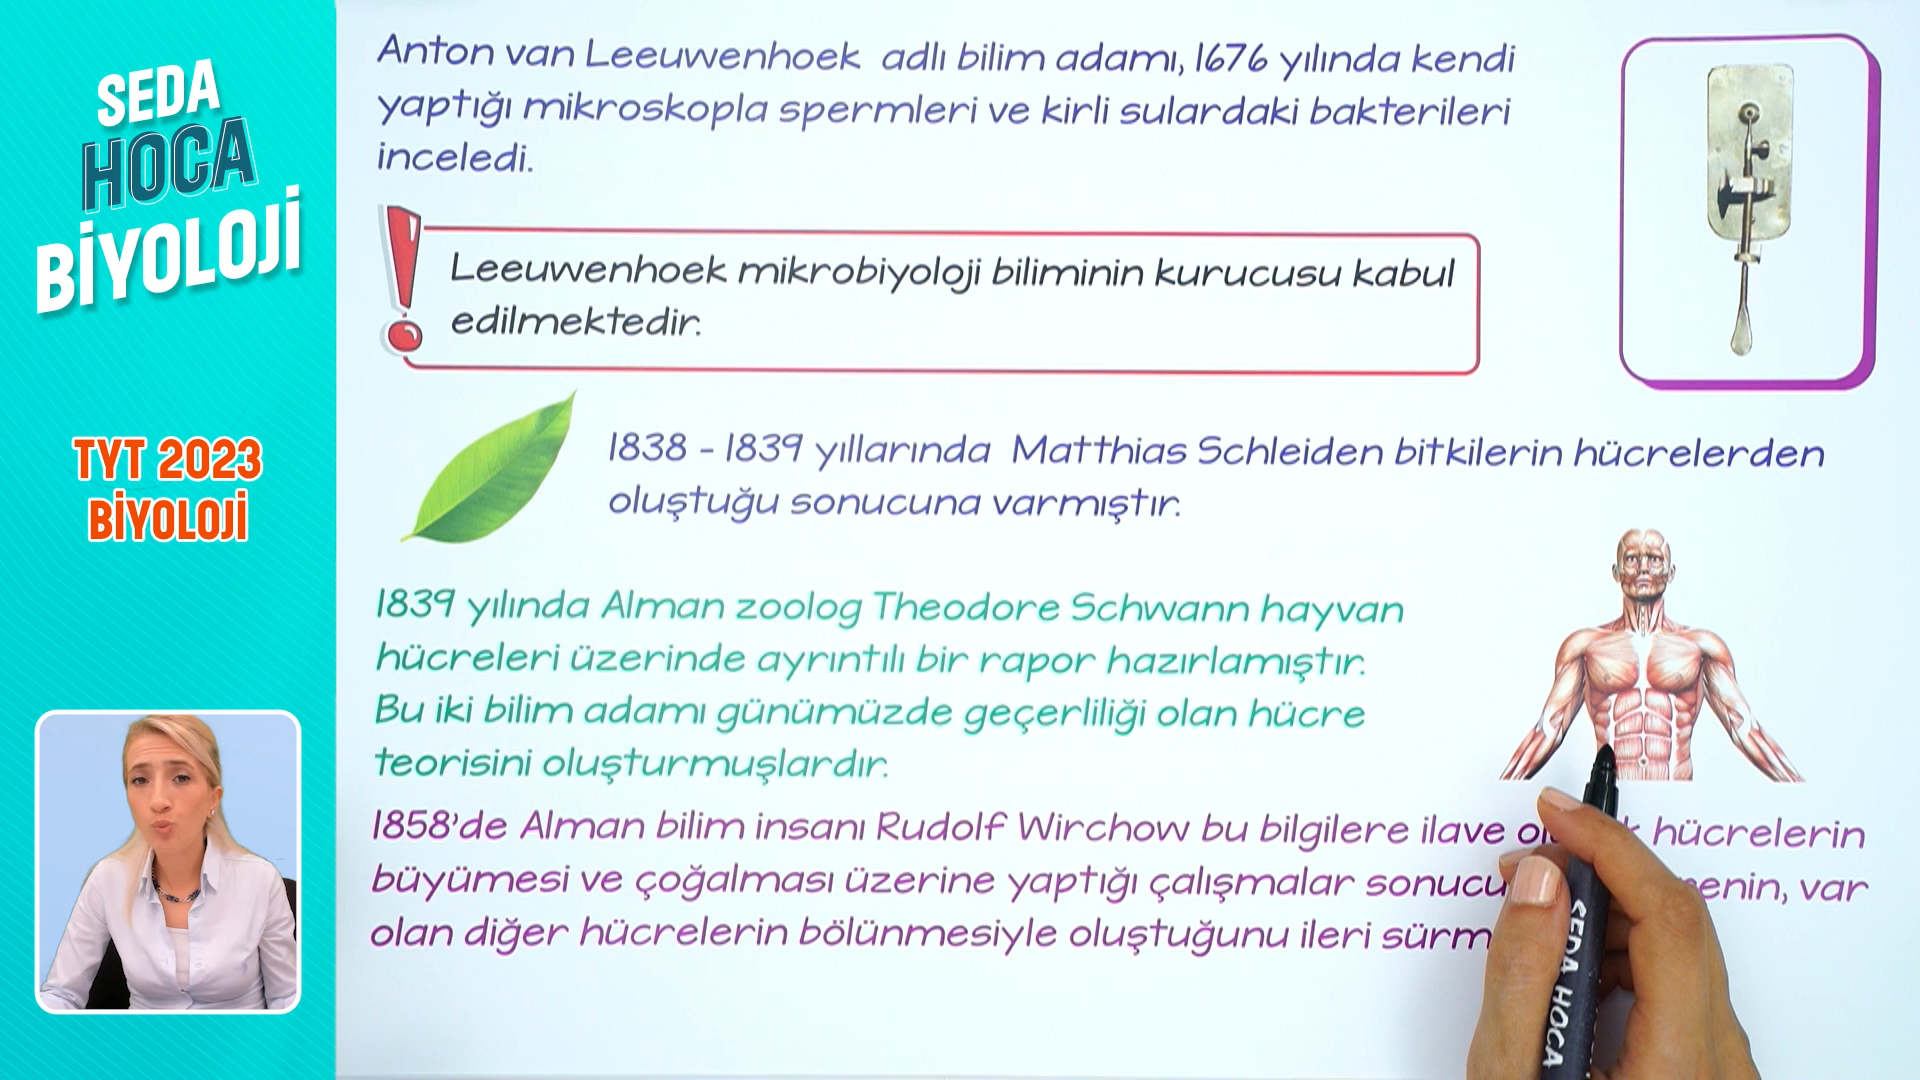 SEDA
HOCA
BİYOLOJİ
TYT 2023
BİYOLOJİ
Anton van Leeuwenhoek adlı bilim adamı, 1676 yılında kendi
yaptığı mikroskopla spermleri ve kirli sulardaki bakterileri
inceledi.
Leeuwenhoek mikrobiyoloji biliminin kurucusu kabul
edilmektedir.
1838 - 1839 yıllarında Matthias Schleiden bitkilerin hücrelerden
oluştuğu sonucuna varmıştır.
1839 yılında Alman zoolog Theodore Schwann hayvan
hücreleri üzerinde ayrıntılı bir rapor hazırlamıştır.
Bu iki bilim adamı günümüzde geçerliliği olan hücre
teorisini oluşturmuşlardır.
1858'de Alman bilim insanı Rudolf Wirchow bu bilgilere ilave hücrelerin
büyümesi ve çoğalması üzerine yaptığı çalışmalar var
olan diğer hücrelerin bölünmesiyle oluştuğunu ileri
SEDA HOCA